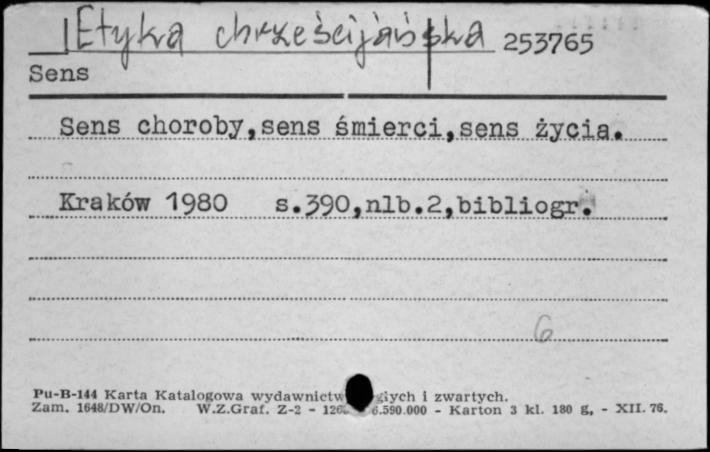 Etyka chrześcijańska 253765
Sens
Sens choroby,sens śmierci,sens życia.
Kraków 1980 s.390,nlb.2,bibliogr.
6
Pu-B-144 Karta Katalogowa wydawnictw i zwartych.
Zam. 1648/DW/On. W.Z.Graf. Z-2 - 6.590.000 - Karton 3 kl. 180 g, - XII. 76.